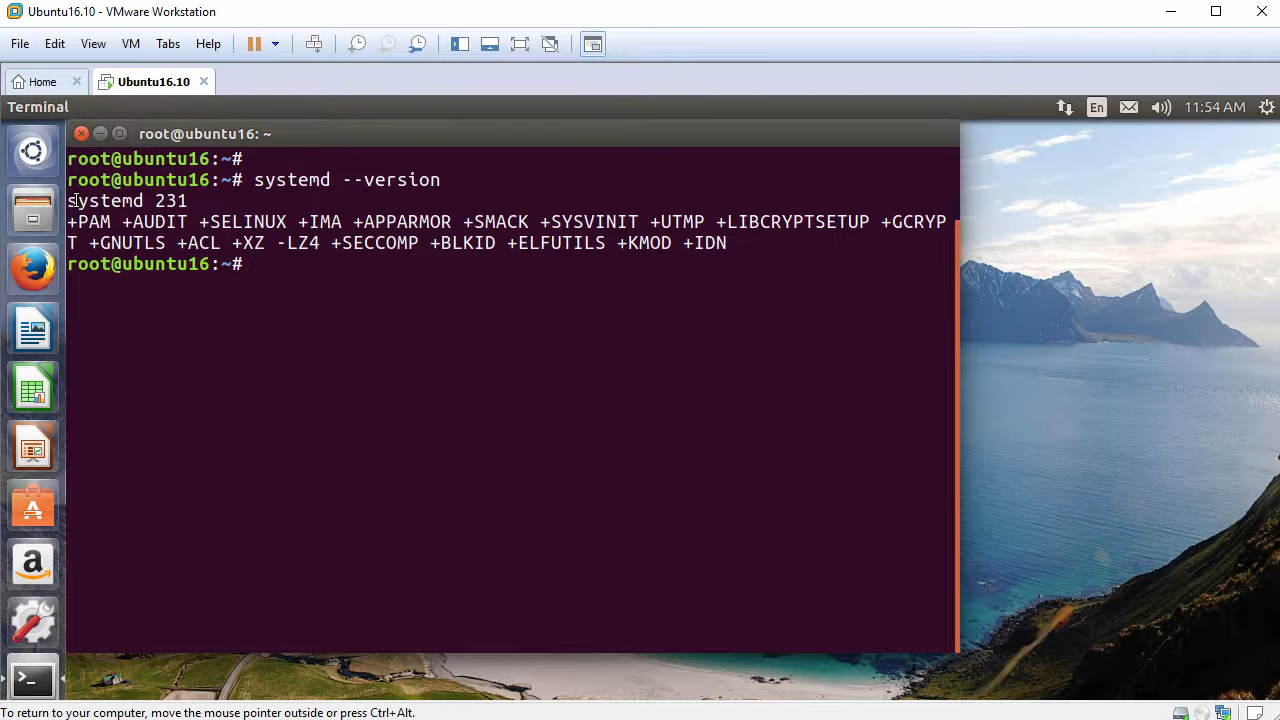 Ubuntu16.10 - VMware Workstation
File Edit View VM Tabs Help
Home Ubuntu16.10
Terminal En 11:54 AM
root@ubuntu16: ~
root@ubuntu16:~#
root@ubuntu16:~# systemd --version
systemd 231
+PAM +AUDIT +SELINUX +IMA +APPARMOR +SMACK +SYSVINIT +UTMP +LIBCRYPTSETUP +GCRYP
T +GNUTLS +ACL +XZ -LZ4 +SECCOMP +BLKID +ELFUTILS +KMOD +IDN
root@ubuntu16:~#
To return to your computer, move the mouse pointer outside or press Ctrl+Alt.